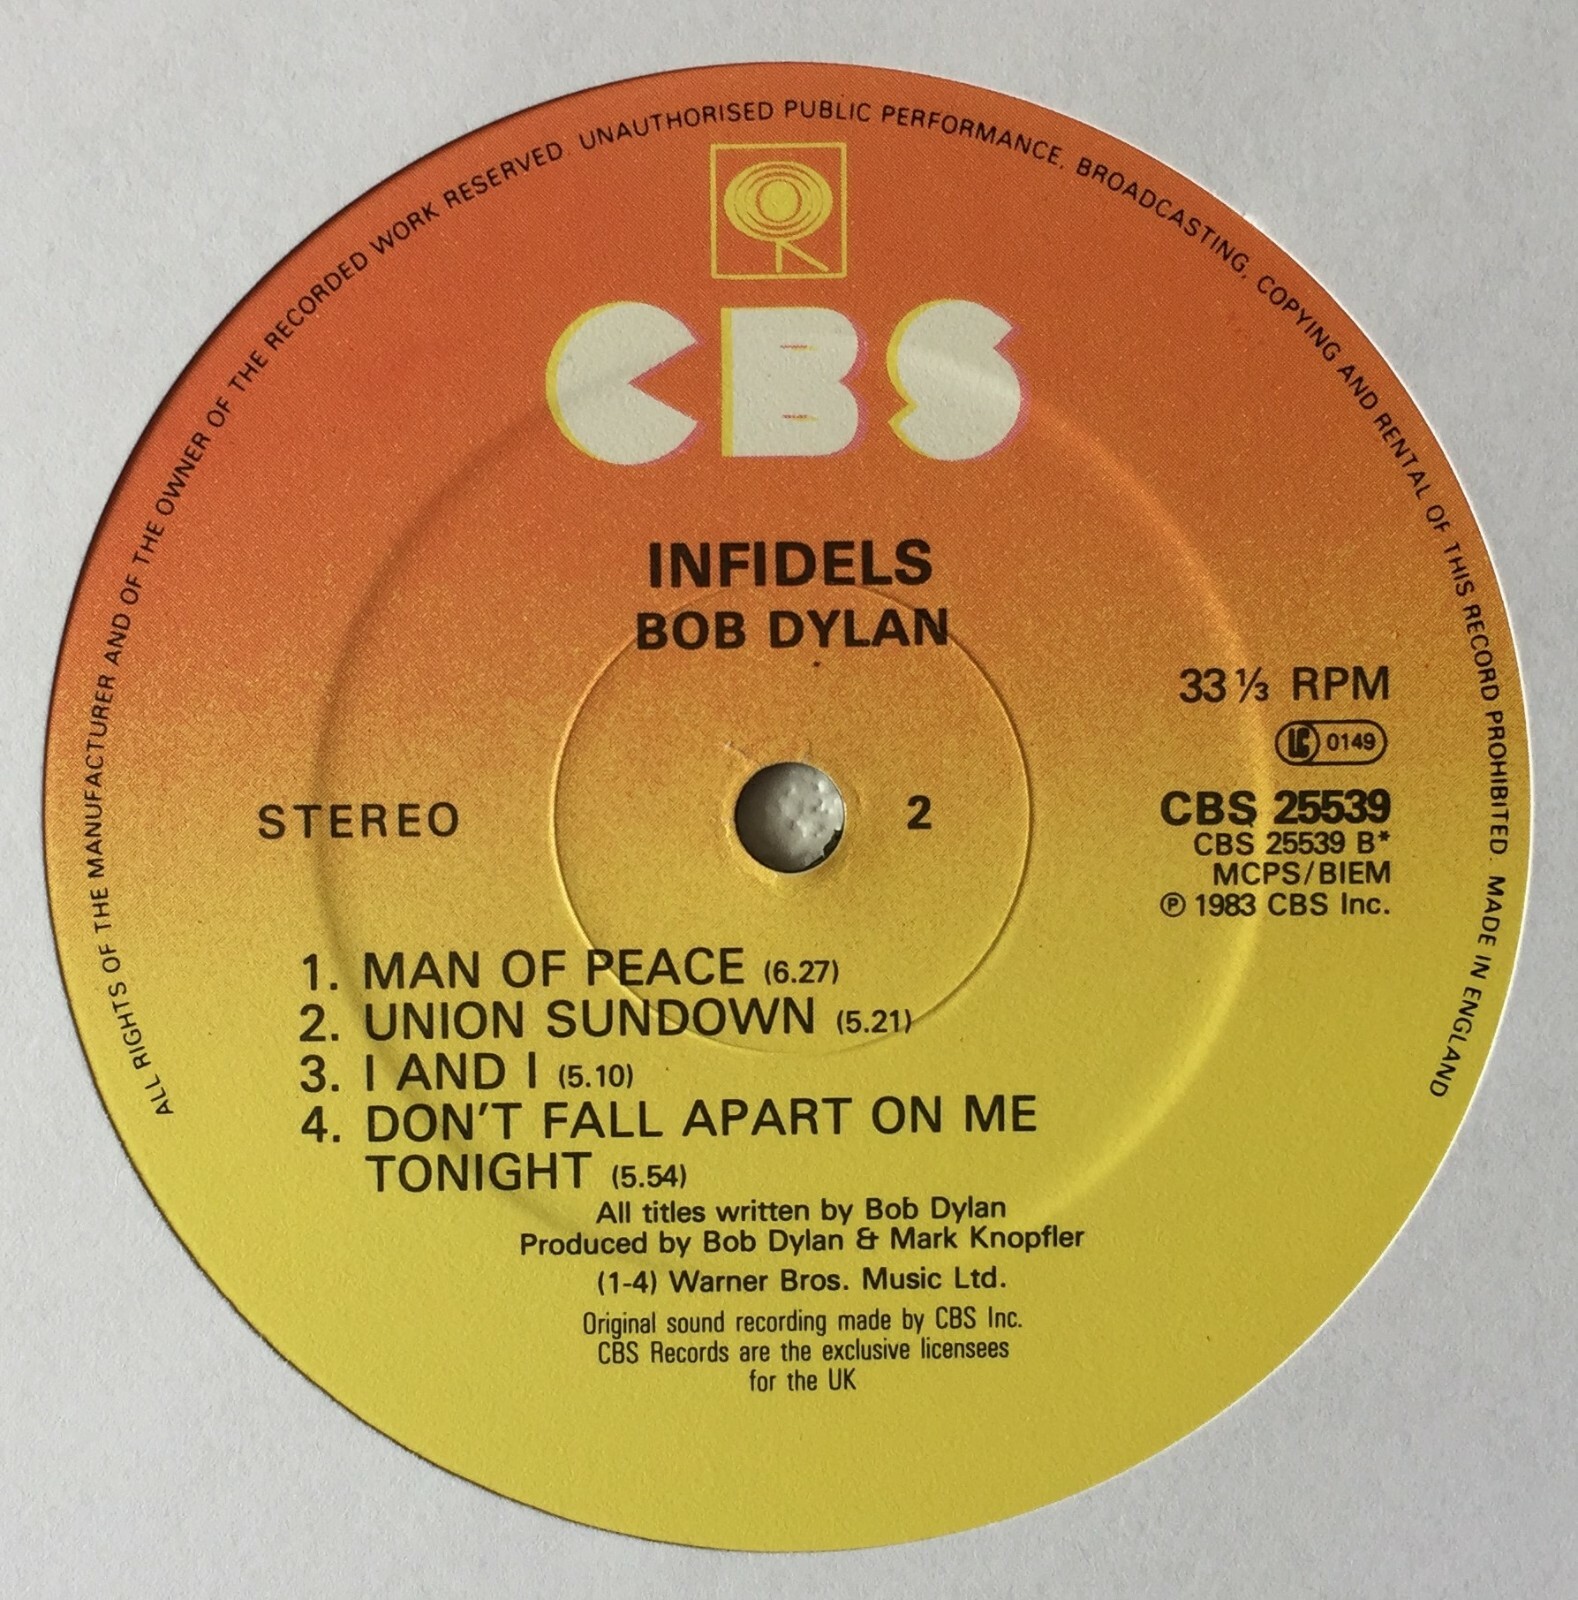 ALL RIGHTS OF THE MANUFACTURER AND OF THE OWNER OF THE RECORDED WORK RESERVED. UNAUTHORISED PUBLIC PERFORMANCE, BROADCASTING, COPYING AND RENTAL OF THIS RECORD PROHIBITED. MADE IN ENGLAND
CBS
INFIDELS
BOB DYLAN
33 ⅓ RPM
LC 0149
STEREO
2
CBS 25539
CBS 25539 B*
MCPS/BIEM
℗ 1983 CBS Inc.
1. MAN OF PEACE (6.27)
2. UNION SUNDOWN (5.21)
3. I AND I (5.10)
4. DON'T FALL APART ON ME
TONIGHT (5.54)
All titles written by Bob Dylan
Produced by Bob Dylan & Mark Knopfler
(1-4) Warner Bros. Music Ltd.
Original sound recording made by CBS Inc.
CBS Records are the exclusive licensees
for the UK